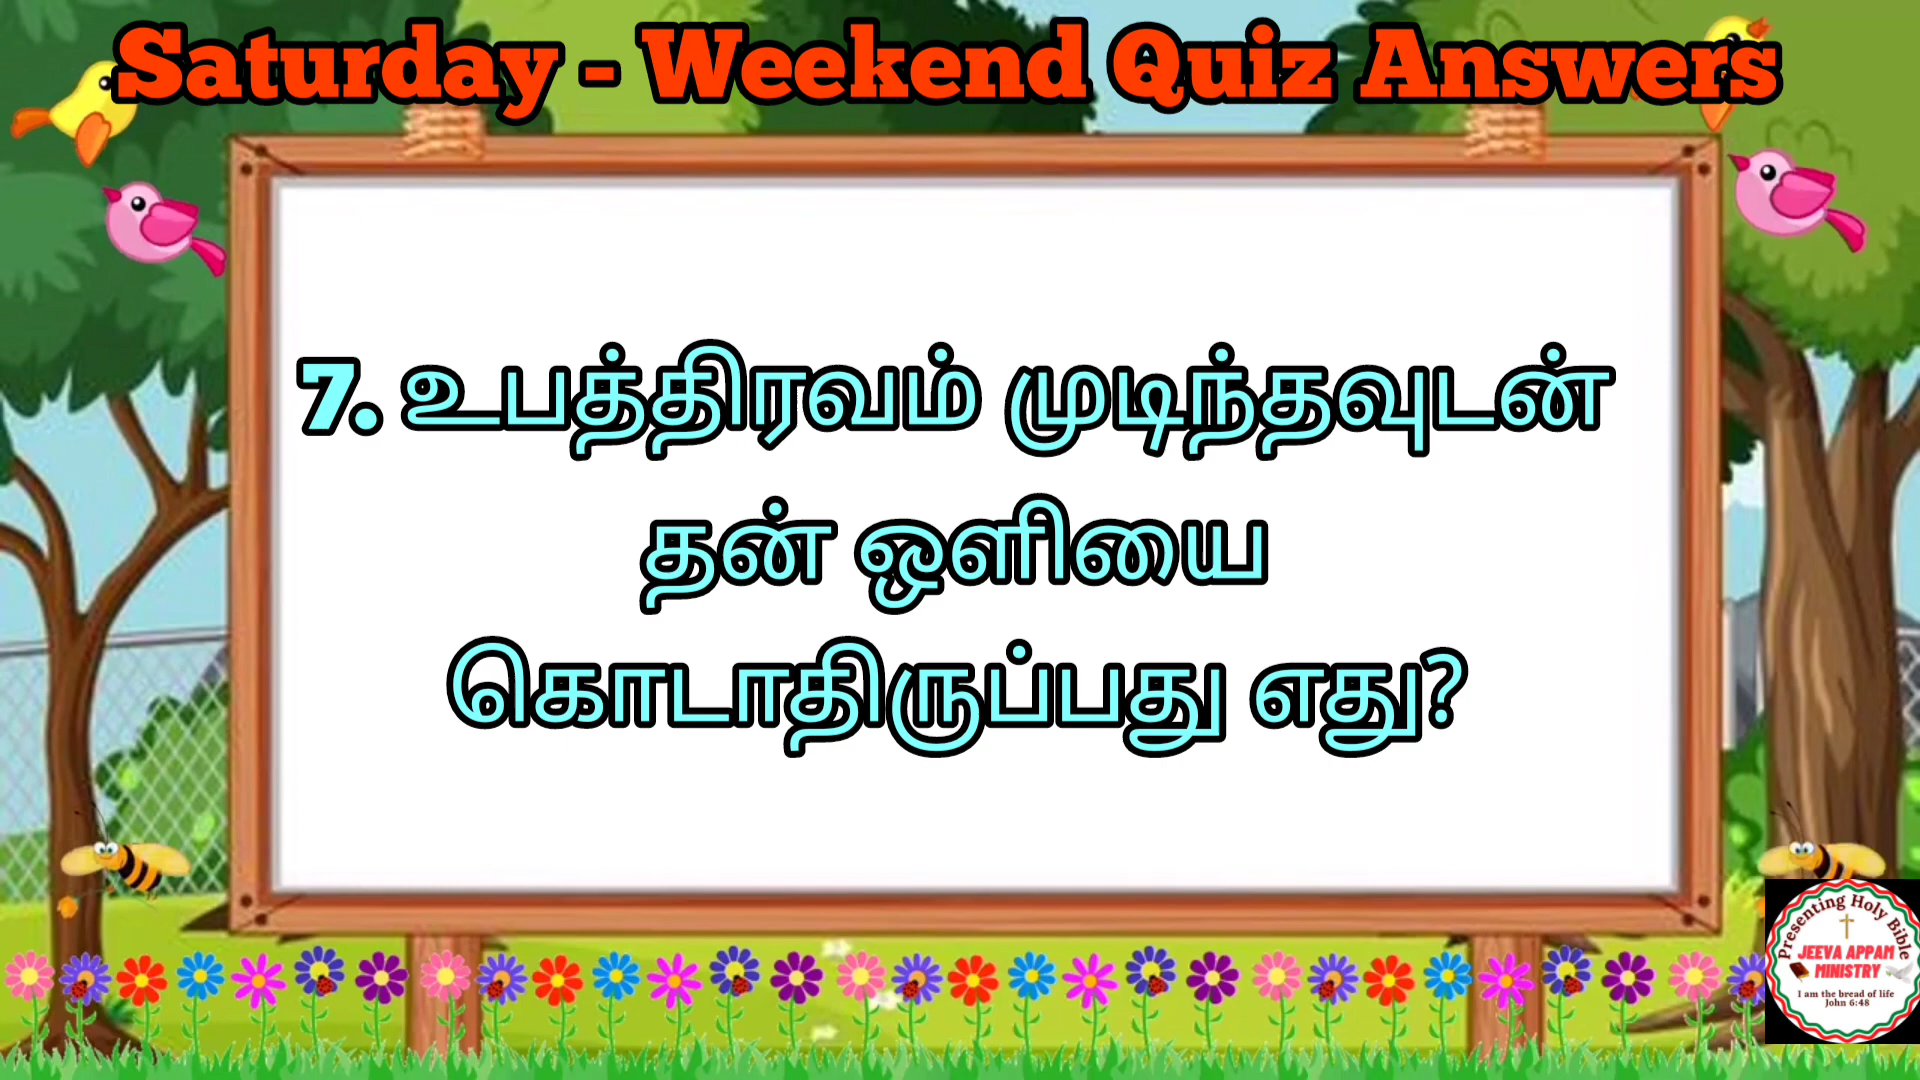 Saturday - Weekend Quiz Answers
7. உபத்திரவம் முடிந்தவுடன்
தன் ஒளியை
கொடாதிருப்பது எது?
Presenting Holy Bible
JEEVA APPAM
MINISTRY
I am the bread of life
John 6:48